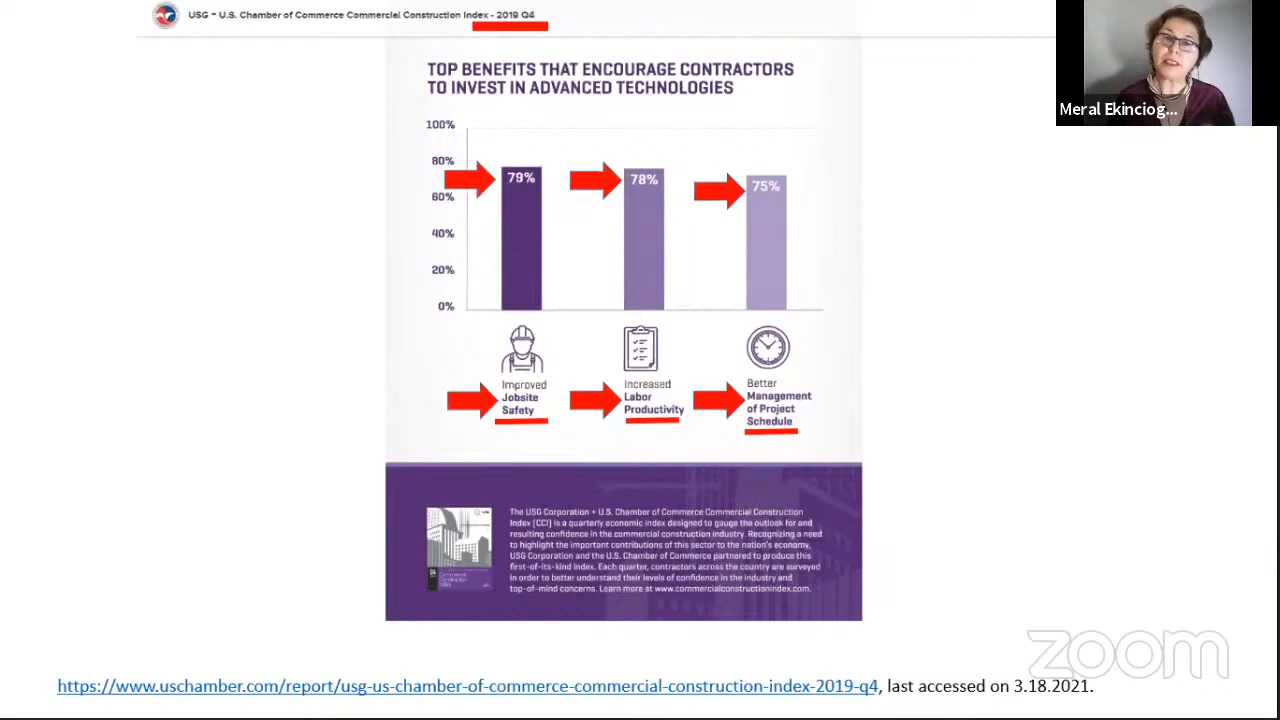 USG + U.S. Chamber of Commerce Commercial Construction Index - 2019 Q4
Meral Ekinciog...
TOP BENEFITS THAT ENCOURAGE CONTRACTORS
TO INVEST IN ADVANCED TECHNOLOGIES
100%
80%
60%
40%
20%
0%
79%
78%
75%
Improved
Jobsite
Safety
Increased
Labor
Productivity
Better
Management
of Project
Schedule
The USG Corporation + U.S. Chamber of Commerce Commercial Construction
Index (CCI) is a quarterly economic index designed to gauge the outlook for and
resulting confidence in the commercial construction industry. Recognizing a need
to highlight the important contributions of this sector to the nation's economy,
USG Corporation and the U.S. Chamber of Commerce partnered to produce this
first-of-its-kind index. Each quarter, contractors across the country are surveyed
in order to better understand their levels of confidence in the industry and
top-of-mind concerns. Learn more at www.commercialconstructionindex.com.
Commercial
Construction
Index
zoom
https://www.uschamber.com/report/usg-us-chamber-of-commerce-commercial-construction-index-2019-q4, last accessed on 3.18.2021.